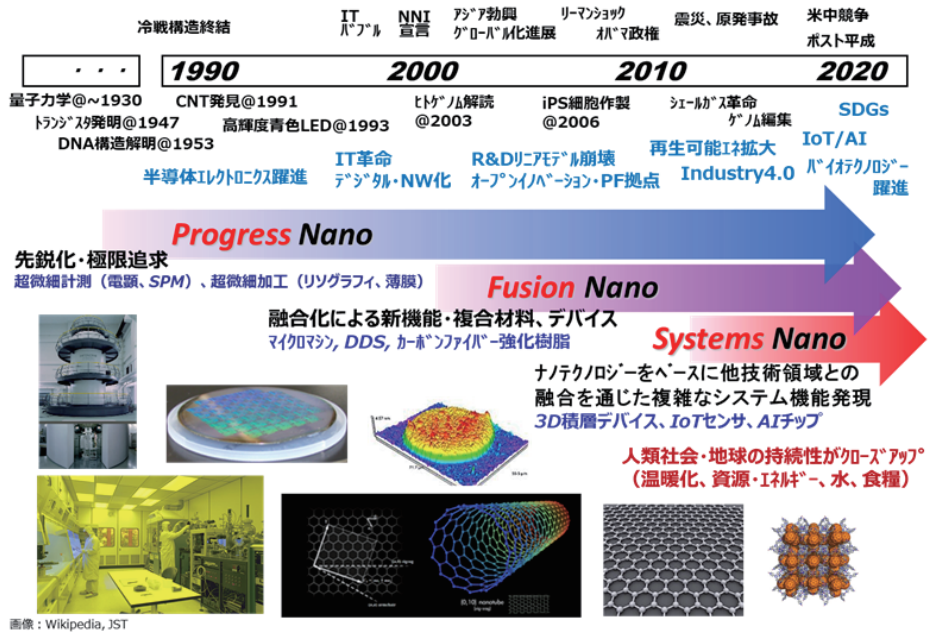 冷戦構造終結
IT
ﾊﾞﾌﾞﾙ
NNI
宣言
ｱｼﾞｱ勃興
ｸﾞﾛｰﾊﾞﾙ化進展
ﾘｰﾏﾝｼｮｯｸ
ｵﾊﾞﾏ政権
震災、原発事故
米中競争
ポスト平成
・・・
1990
2000
2010
2020
量子力学@~1930
ﾄﾗﾝｼﾞｽﾀ発明@1947
DNA構造解明@1953
CNT発見@1991
高輝度青色LED@1993
ﾋﾄｹﾞﾉﾑ解読
@2003
iPS細胞作製
@2006
ｼｪｰﾙｶﾞｽ革命
ｹﾞﾉﾑ編集
SDGs
半導体ｴﾚｸﾄﾛﾆｸｽ躍進
IT革命
ﾃﾞｼﾞﾀﾙ・NW化
R&Dﾘﾆｱﾓﾃﾞﾙ崩壊
ｵｰﾌﾟﾝｲﾉﾍﾞｰｼｮﾝ・PF拠点
再生可能ｴﾈ拡大
Industry4.0
IoT/AI
ﾊﾞｲｵﾃｸﾉﾛｼﾞｰ
躍進
Progress Nano
先鋭化・極限追求
超微細計測（電顕、SPM）、超微細加工（リソグラフィ、薄膜）
Fusion Nano
融合化による新機能・複合材料、デバイス
ﾏｲｸﾛﾏｼﾝ, DDS, ｶｰﾎﾞﾝﾌｧｲﾊﾞｰ強化樹脂
Systems Nano
ﾅﾉﾃｸﾉﾛｼﾞｰをﾍﾞｰｽに他技術領域との
融合を通じた複雑なシステム機能発現
3D積層デバイス、IoTセンサ、AIチップ
人類社会・地球の持続性がｸﾛｰｽﾞｱｯﾌﾟ
（温暖化、資源・ｴﾈﾙｷﾞｰ、水、食糧）
(0,10) nanotube
(zig-zag)
画像：Wikipedia, JST